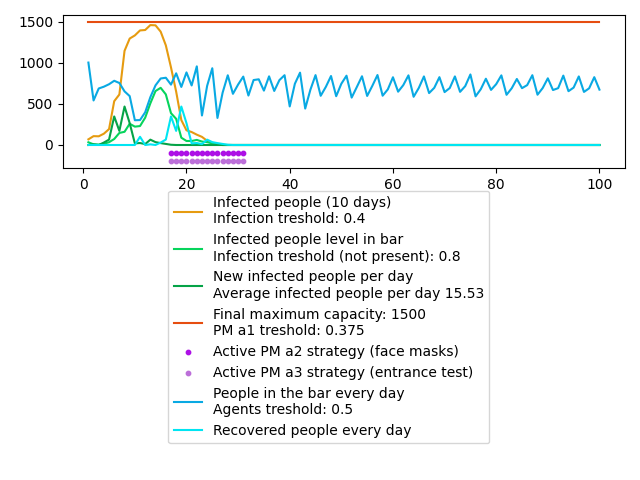 1500
1000
500
0
0
20
40
60
80
100
Infected people (10 days)
Infection treshold: 0.4
Infected people level in bar
Infection treshold (not present): 0.8
New infected people per day
Average infected people per day 15.53
Final maximum capacity: 1500
PM a1 treshold: 0.375
Active PM a2 strategy (face masks)
Active PM a3 strategy (entrance test)
People in the bar every day
Agents treshold: 0.5
Recovered people every day